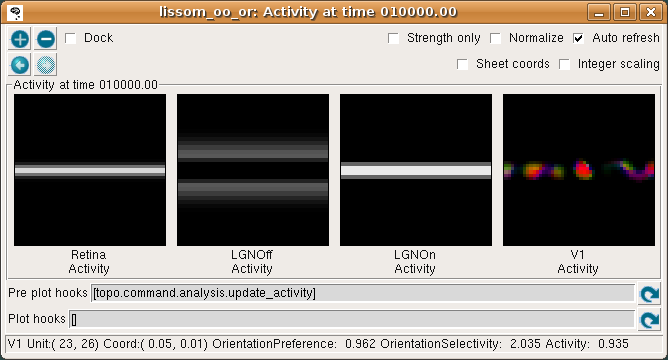 lissom_oo_or: Activity at time 010000.00
Dock Strength only Normalize Auto refresh
Sheet coords Integer scaling
Activity at time 010000.00
Retina LGNOff LGNOn V1
Activity Activity Activity Activity
Pre plot hooks [topo.command.analysis.update_activity]
Plot hooks []
V1 Unit:( 23, 26) Coord:( 0.05, 0.01) OrientationPreference: 0.962 OrientationSelectivity: 2.035 Activity: 0.935